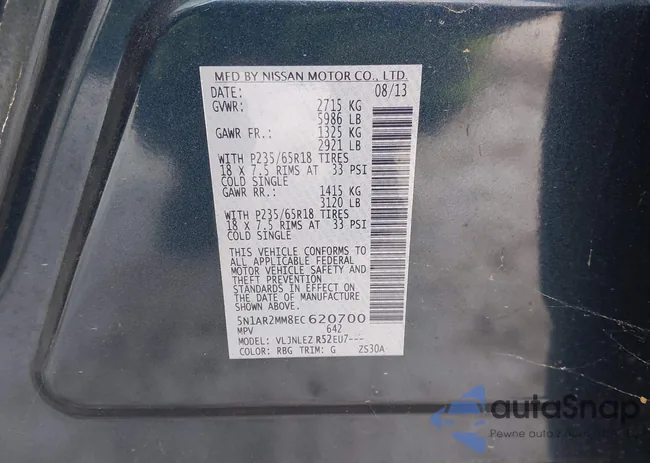 MFD BY NISSAN MOTOR CO., LTD.
DATE: 08/13
GVWR: 2715 KG
5986 LB
GAWR FR.: 1325 KG
2921 LB
WITH P235/65R18 TIRES
18 X 7.5 RIMS AT 33 PSI
COLD SINGLE
GAWR RR.: 1415 KG
3120 LB
WITH P235/65R18 TIRES
18 X 7.5 RIMS AT 33 PSI
COLD SINGLE
THIS VEHICLE CONFORMS TO
ALL APPLICABLE FEDERAL
MOTOR VEHICLE SAFETY AND
THEFT PREVENTION
STANDARDS IN EFFECT ON
THE DATE OF MANUFACTURE
SHOWN ABOVE.
5N1AR2MM8EC620700
MPV 642
MODEL: VLJNLEZ R52EU7---
COLOR: RBG TRIM: G ZS30A
autaSnap
Pewne auta z